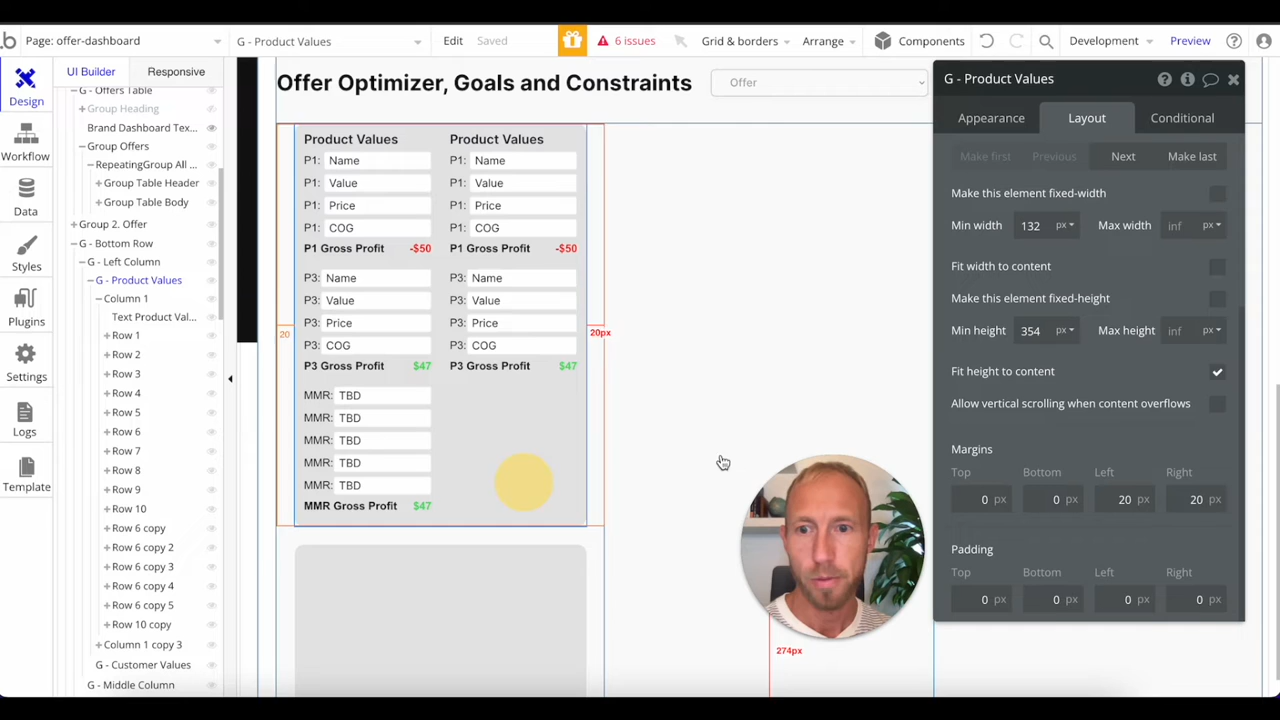 Page: offer-dashboard
G - Product Values
Edit
Saved
6 issues
Grid & borders
Arrange
Components
Development
Preview
UI Builder
Responsive
Design
Workflow
Data
Styles
Plugins
Settings
Logs
Template
G - Offers Table
Group Heading
Brand Dashboard Tex...
Group Offers
RepeatingGroup All ...
Group Table Header
Group Table Body
Group 2. Offer
G - Bottom Row
G - Left Column
G - Product Values
Column 1
Text Product Val...
Row 1
Row 2
Row 3
Row 4
Row 5
Row 6
Row 7
Row 8
Row 9
Row 10
Row 6 copy
Row 6 copy 2
Row 6 copy 3
Row 6 copy 4
Row 6 copy 5
Row 10 copy
Column 1 copy 3
G - Customer Values
G - Middle Column
Offer Optimizer, Goals and Constraints
Offer
Product Values Product Values
P1: Name P1: Name
P1: Value P1: Value
P1: Price P1: Price
P1: COG P1: COG
P1 Gross Profit -$50 P1 Gross Profit -$50
P3: Name P3: Name
P3: Value P3: Value
20 20px
P3: Price P3: Price
P3: COG P3: COG
P3 Gross Profit $47 P3 Gross Profit $47
MMR: TBD
MMR: TBD
MMR: TBD
MMR: TBD
MMR: TBD
MMR Gross Profit $47
274px
G - Product Values
Appearance Layout Conditional
Make first Previous Next Make last
Make this element fixed-width
Min width 132 px Max width inf px
Fit width to content
Make this element fixed-height
Min height 354 px Max height inf px
Fit height to content
Allow vertical scrolling when content overflows
Margins
Top Bottom Left Right
0 px 0 px 20 px 20 px
Padding
Top Bottom Left Right
0 px 0 px 0 px 0 px